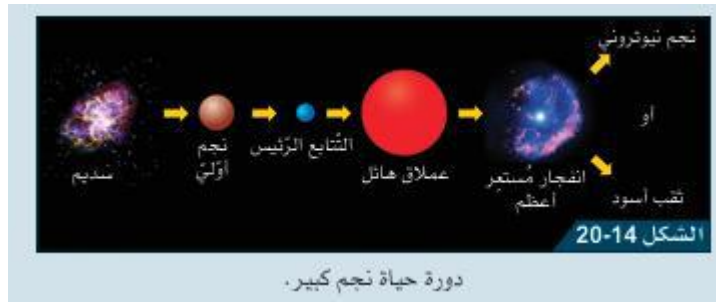 نجم نيوتروني
او
ثقب أسود
انفجار مُستعِر
أعظم
عملاق هائل
التَّتابع الرَّئيس
نجم
أوّليّ
سديم
الشكل 14-20
دورة حياة نجم كبير.